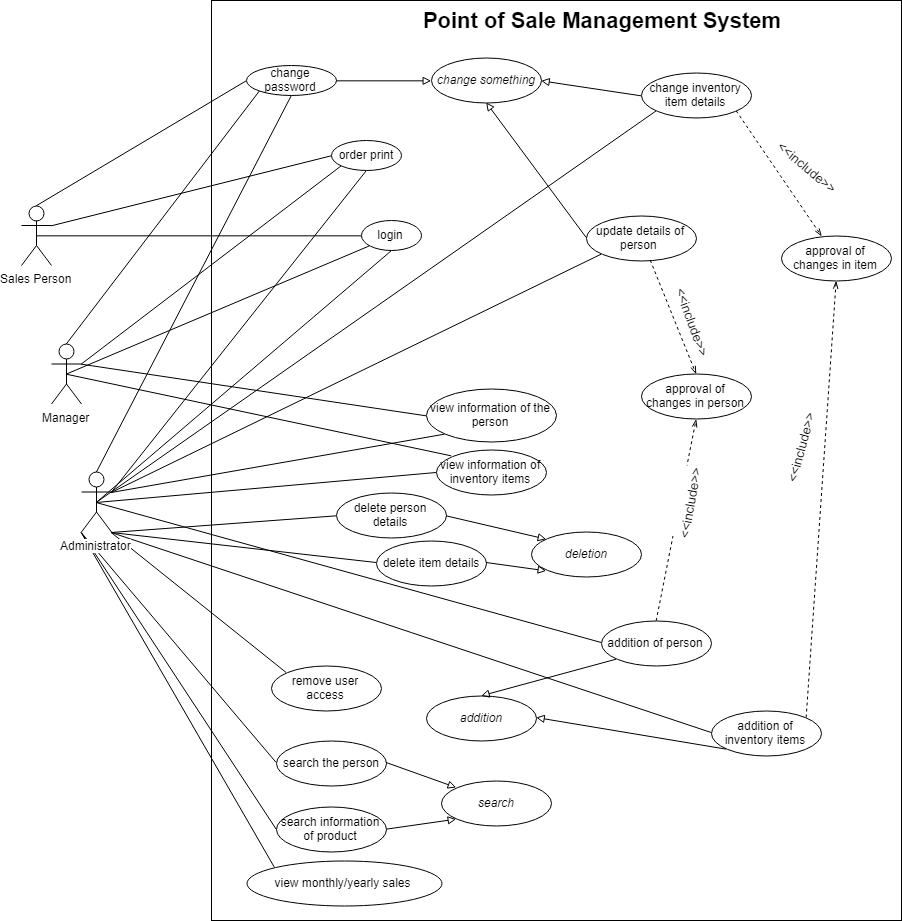 Point of Sale Management System
change
password
change something
change inventory
item details
<<include>>
order print
login
Sales Person
update details of
person
approval of
changes in item
<<include>>
Manager
approval of
changes in person
view information of the
person
<<include>>
view information of
inventory items
<<include>>
Administrator
delete person
details
deletion
delete item details
addition of person
remove user
access
addition
addition of
inventory items
search the person
search
search information
of product
view monthly/yearly sales